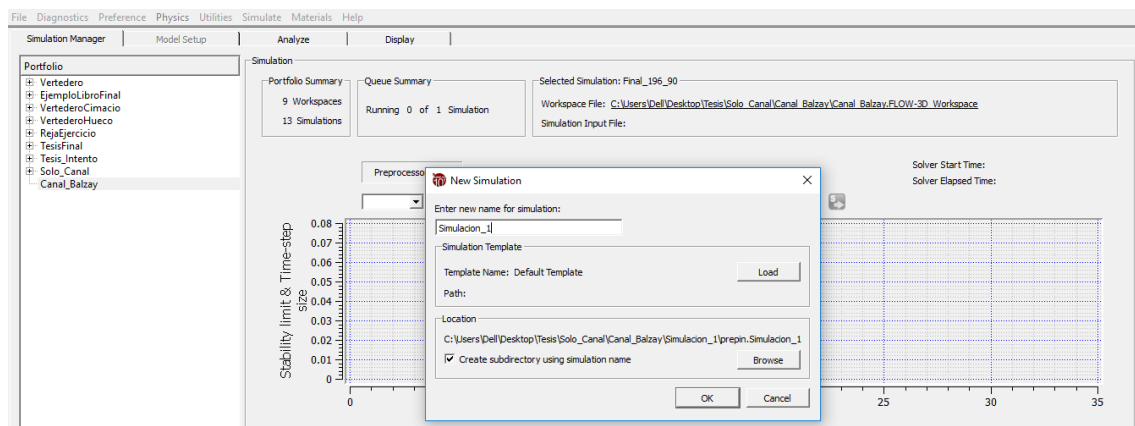 File Diagnostics Preference Physics Utilities Simulate Materials Help
Simulation Manager Model Setup Analyze Display
Portfolio
Vertedero
EjemploLibroFinal
VertederoCimacio
VertederoHueco
RejaEjercicio
TesisFinal
Tesis_Intento
Solo_Canal
Canal_Balzay
Simulation
Portfolio Summary
9 Workspaces
13 Simulations
Queue Summary
Running 0 of 1 Simulation
Selected Simulation: Final_196_90
Workspace File: C:\Users\Dell\Desktop\Tesis\Solo_Canal\Canal_Balzay\Canal_Balzay.FLOW-3D_Workspace
Simulation Input File:
Preprocesso
Solver Start Time:
Solver Elapsed Time:
Stability limit & Time-step
size
0.08
0.07
0.06
0.05
0.04
0.03
0.02
0.01
0
0 25 30 35
New Simulation
Enter new name for simulation:
Simulacion_1
Simulation Template
Template Name: Default Template
Load
Path:
Location
C:\Users\Dell\Desktop\Tesis\Solo_Canal\Canal_Balzay\Simulacion_1\prepin.Simulacion_1
Create subdirectory using simulation name
Browse
OK Cancel